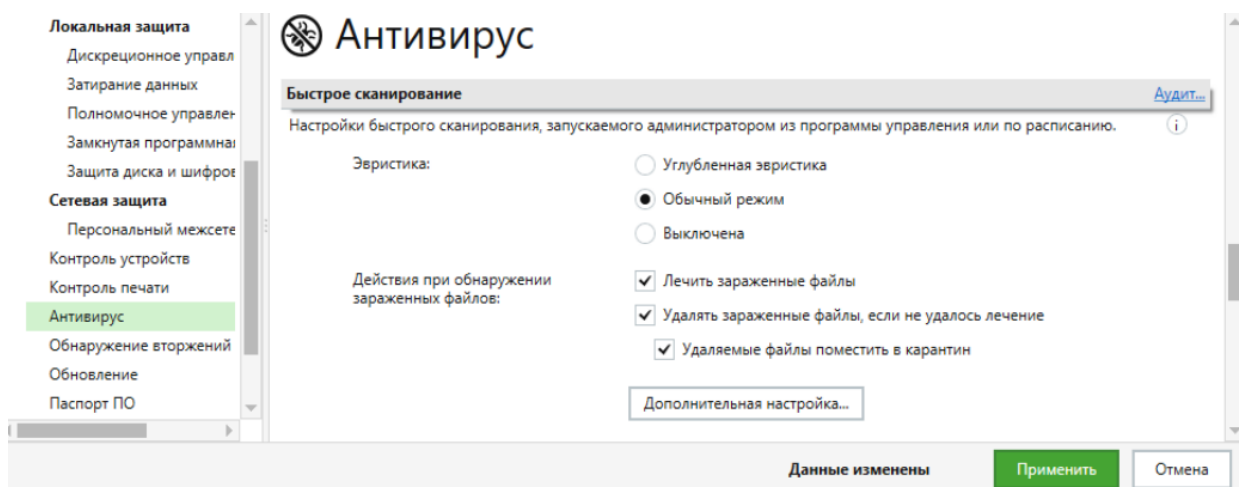 Локальная защита
Дискреционное управл
Затирание данных
Полномочное управлен
Замкнутая программна
Защита диска и шифров
Сетевая защита
Персональный межсете
Контроль устройств
Контроль печати
Антивирус
Обнаружение вторжений
Обновление
Паспорт ПО
Антивирус
Быстрое сканирование
Аудит...
Настройки быстрого сканирования, запускаемого администратором из программы управления или по расписанию.
Эвристика:
Углубленная эвристика
Обычный режим
Выключена
Действия при обнаружении
зараженных файлов:
Лечить зараженные файлы
Удалять зараженные файлы, если не удалось лечение
Удаляемые файлы поместить в карантин
Дополнительная настройка...
Данные изменены
Применить
Отмена